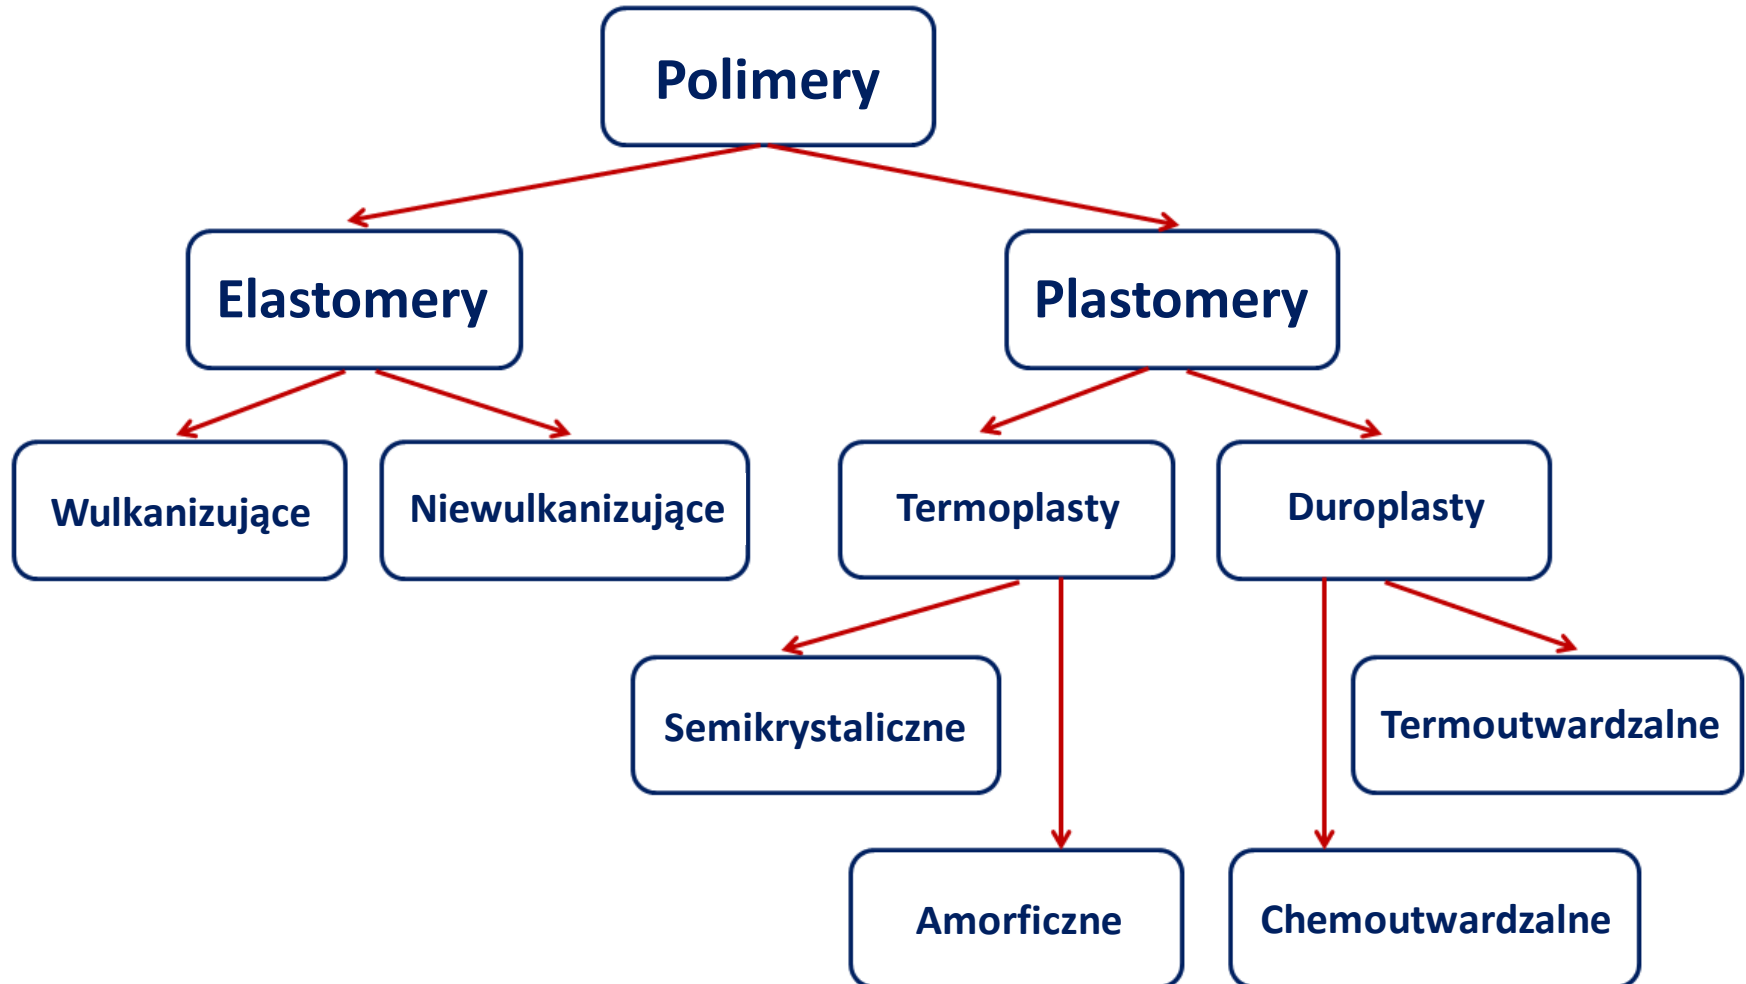 Polimery
Elastomery
Plastomery
Wulkanizujące
Niewulkanizujące
Termoplasty
Duroplasty
Semikrystaliczne
Termoutwardzalne
Amorficzne
Chemoutwardzalne